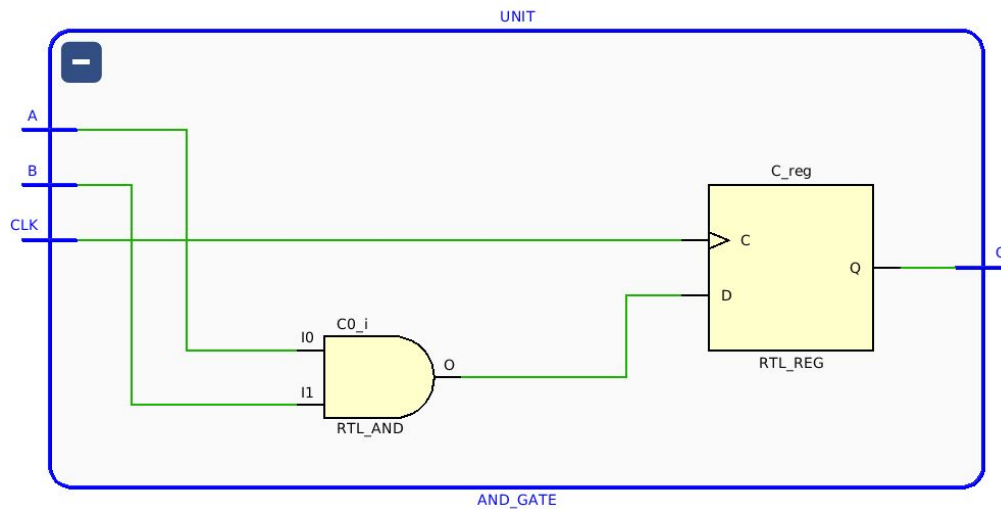 UNIT
A
B
CLK
C_reg
C
Q
D
RTL_REG
C0_i
I0
O
I1
RTL_AND
AND_GATE